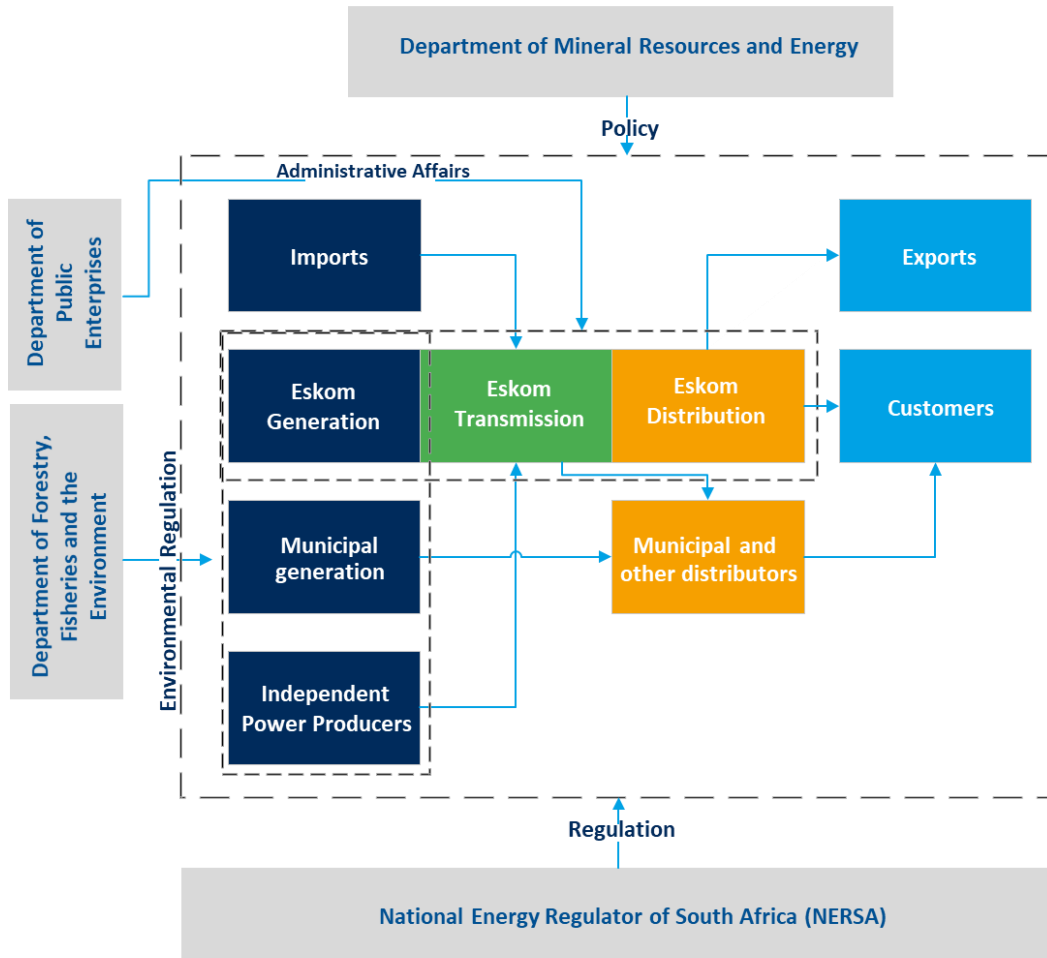 Department of Mineral Resources and Energy
Policy
Administrative Affairs
Department of
Public
Enterprises
Imports
Exports
Eskom
Generation
Eskom
Transmission
Eskom
Distribution
Customers
Department of Forestry,
Fisheries and the
Environment
Environmental Regulation
Municipal
generation
Municipal and
other distributors
Independent
Power Producers
Regulation
National Energy Regulator of South Africa (NERSA)